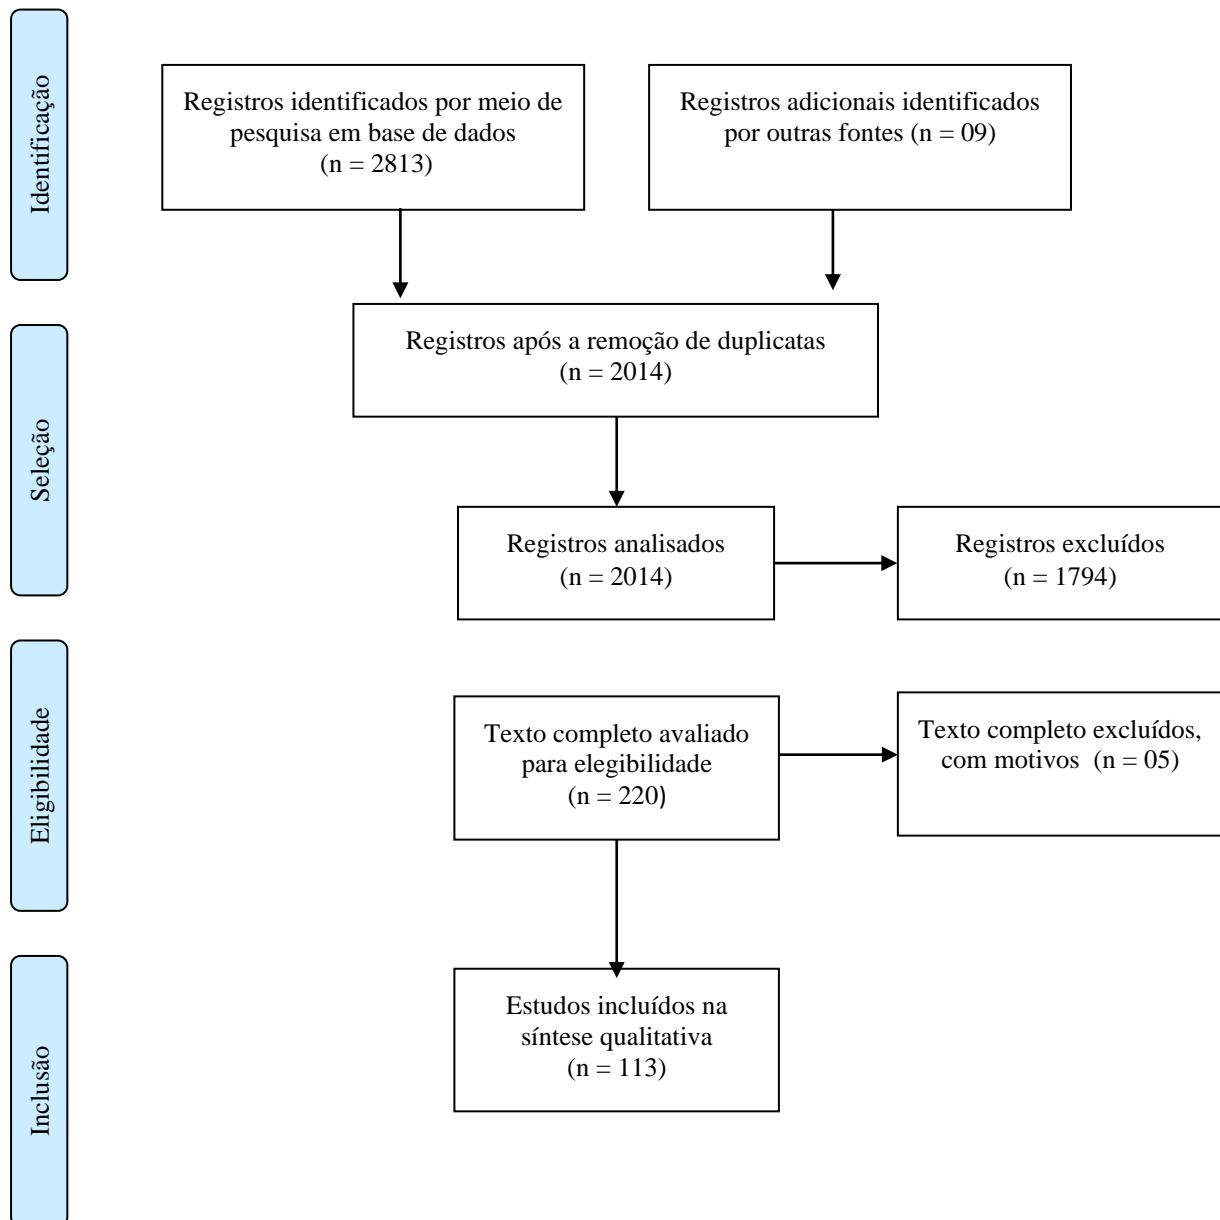 Identificação
Registros identificados por meio de
pesquisa em base de dados
(n = 2813)
Registros adicionais identificados
por outras fontes (n = 09)
Registros após a remoção de duplicatas
(n = 2014)
Seleção
Registros analisados
(n = 2014)
Registros excluídos
(n = 1794)
Eligibilidade
Texto completo avaliado
para elegibilidade
(n = 220)
Texto completo excluídos,
com motivos (n = 05)
Inclusão
Estudos incluídos na
síntese qualitativa
(n = 113)